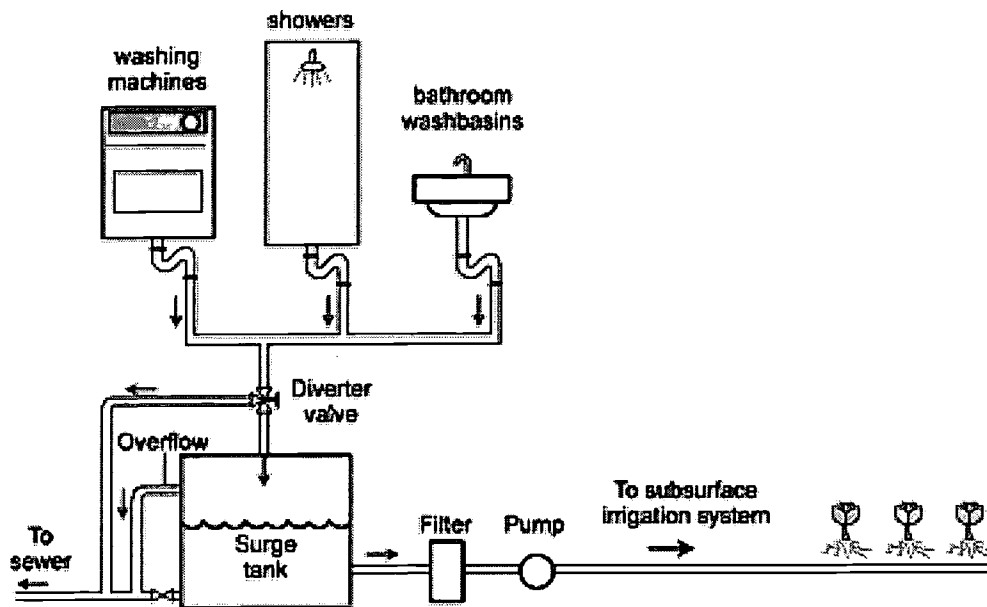 showers
washing
machines
bathroom
washbasins
Diverter
valve
Overflow
To subsurface
irrigation system
Filter
Pump
Surge
tank
To
sewer